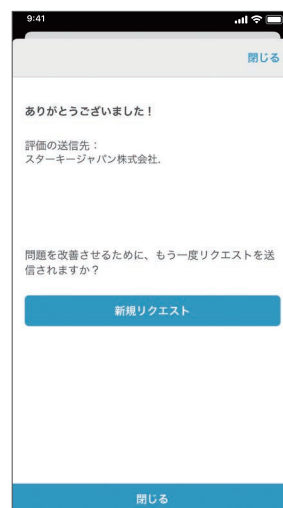 9:41
閉じる
ありがとうございました！
評価の送信先：
スターキージャパン株式会社.
問題を改善させるために、もう一度リクエストを送
信されますか？
新規リクエスト
閉じる